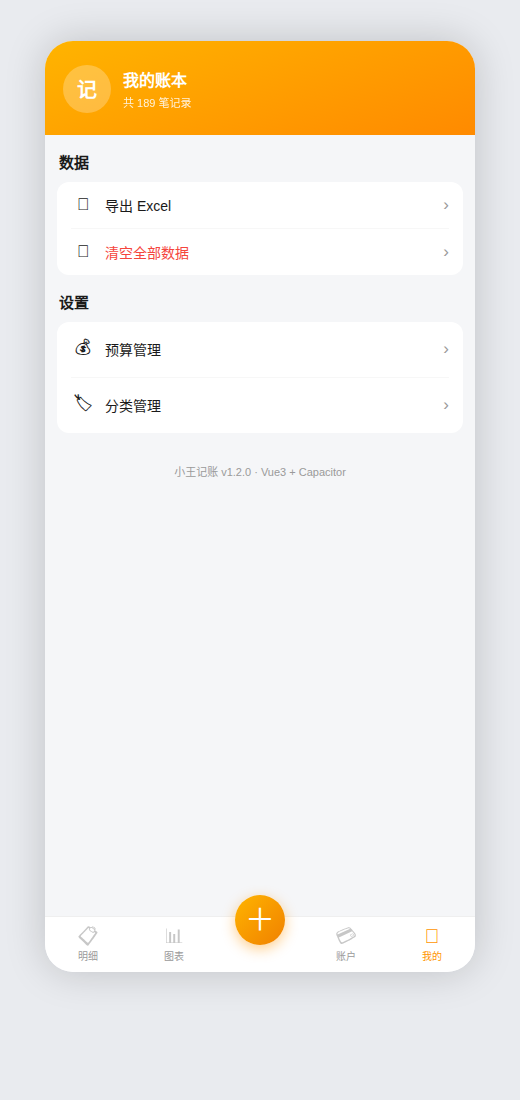 记
我的账本
共 189 笔记录
数据
导出 Excel
清空全部数据
设置
预算管理
分类管理
小王记账 v1.2.0 · Vue3 + Capacitor
明细
图表
账户
我的